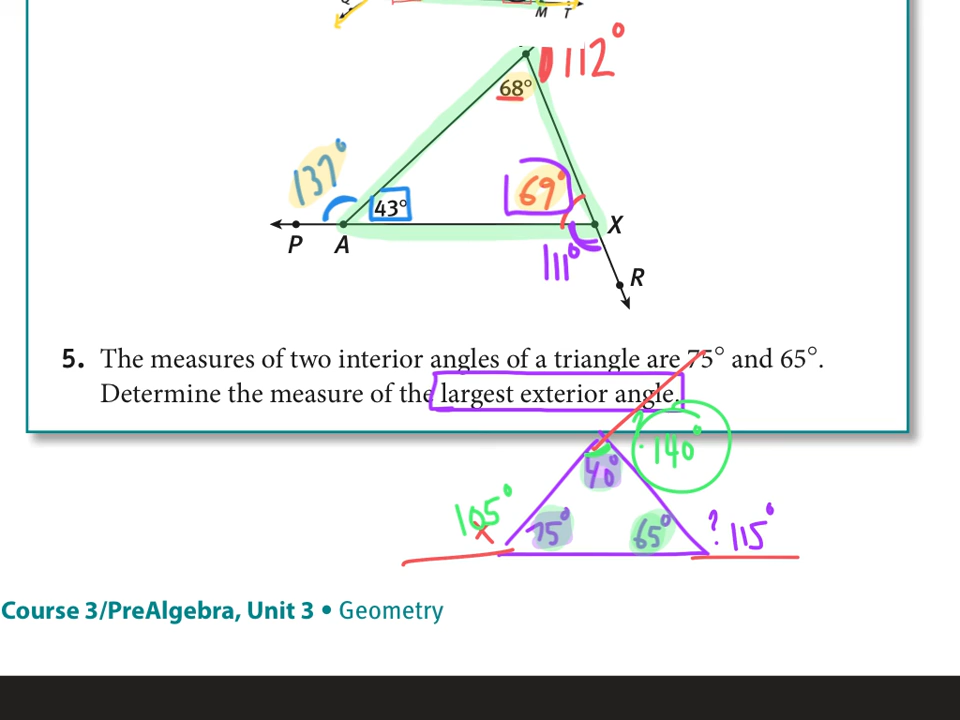 M T
112°
68°
137°
43°
69°
X
P A
111°
R
5. The measures of two interior angles of a triangle are 75° and 65°.
Determine the measure of the largest exterior angle.
?
140°
40°
105°
75°
65°
? 115°
Course 3/PreAlgebra, Unit 3 • Geometry